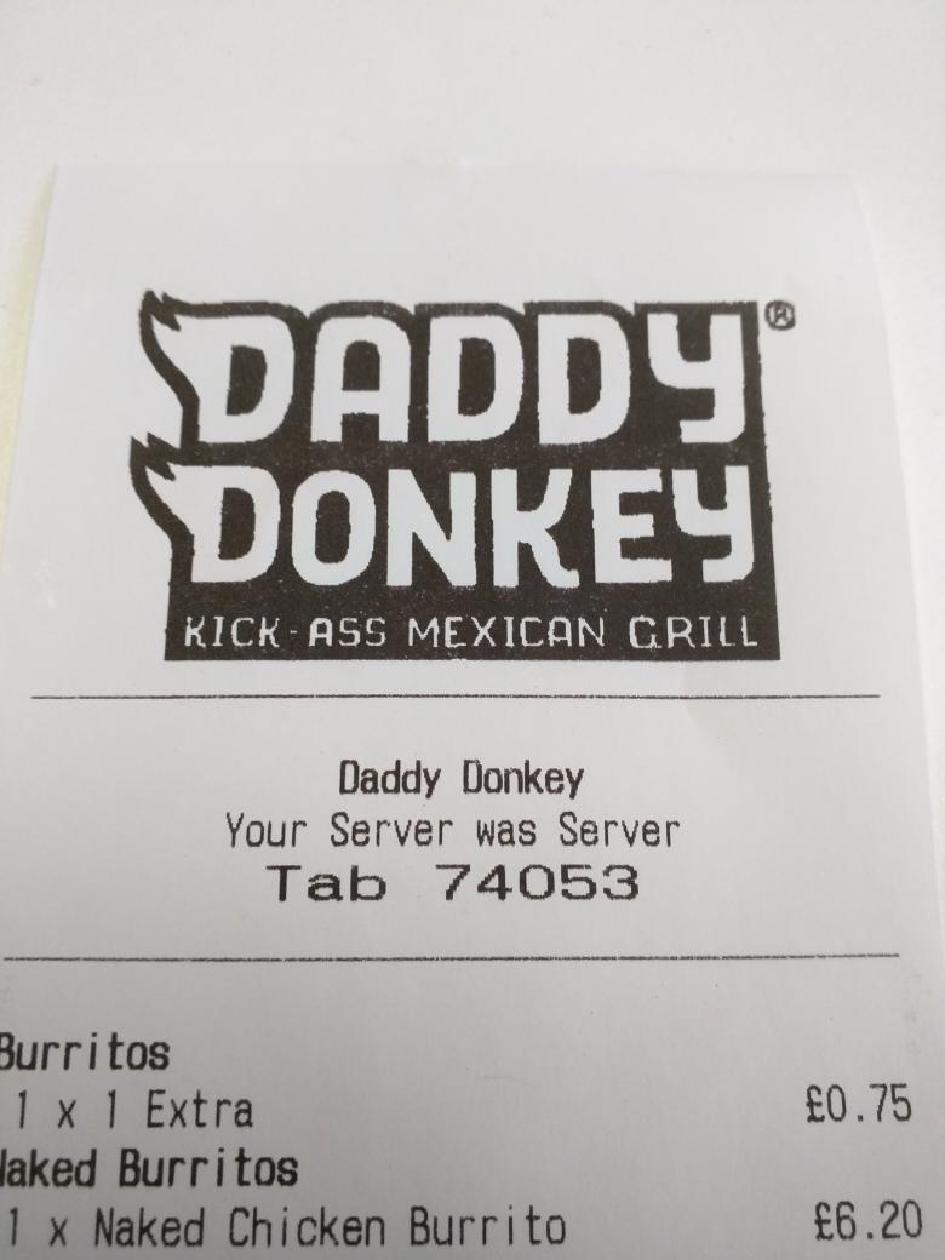 DADDY®
DONKEY
KICK-ASS MEXICAN GRILL
Daddy Donkey
Your Server was Server
Tab 74053
Burritos
1 x 1 Extra £0.75
Naked Burritos
1 x Naked Chicken Burrito £6.20